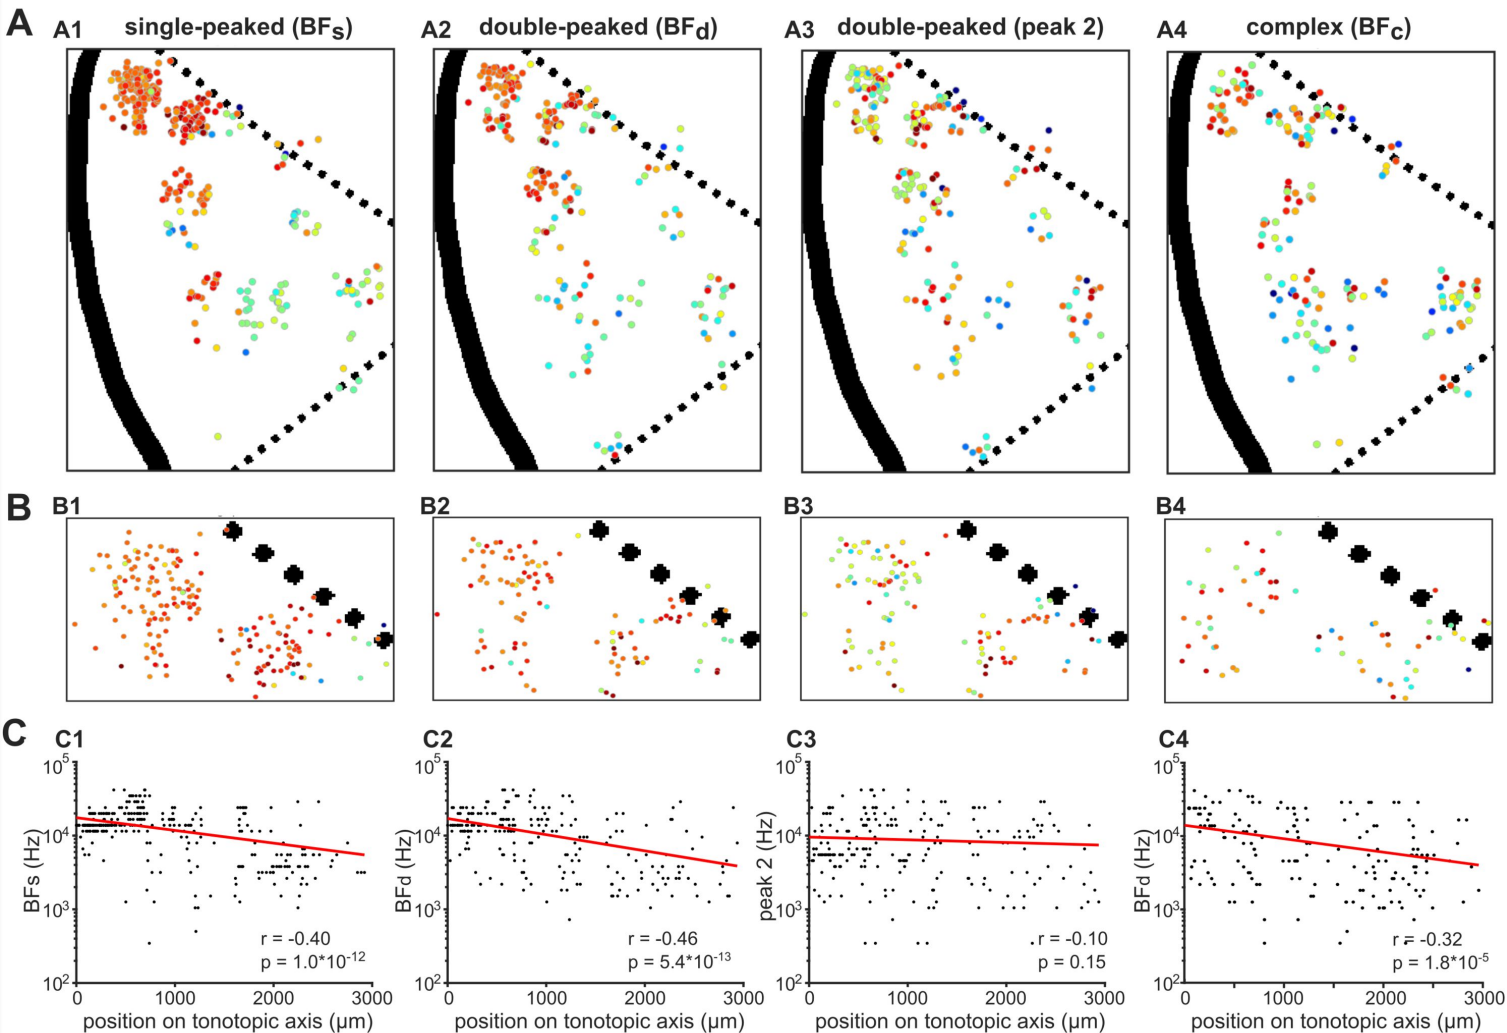 A
A1 single-peaked (BFs)
A2 double-peaked (BFd)
A3 double-peaked (peak 2)
A4 complex (BFc)
B
B1
B2
B3
B4
C
C1
10^5
10^4
10^3
10^2
BFs (Hz)
r = -0.40
p = 1.0*10^-12
0 1000 2000 3000
position on tonotopic axis (µm)
C2
10^5
10^4
10^3
10^2
BFd (Hz)
r = -0.46
p = 5.4*10^-13
0 1000 2000 3000
position on tonotopic axis (µm)
C3
10^5
10^4
10^3
10^2
peak 2 (Hz)
r = -0.10
p = 0.15
0 1000 2000 3000
position on tonotopic axis (µm)
C4
10^5
10^4
10^3
10^2
BFd (Hz)
r = -0.32
p = 1.8*10^-5
0 1000 2000 3000
position on tonotopic axis (µm)